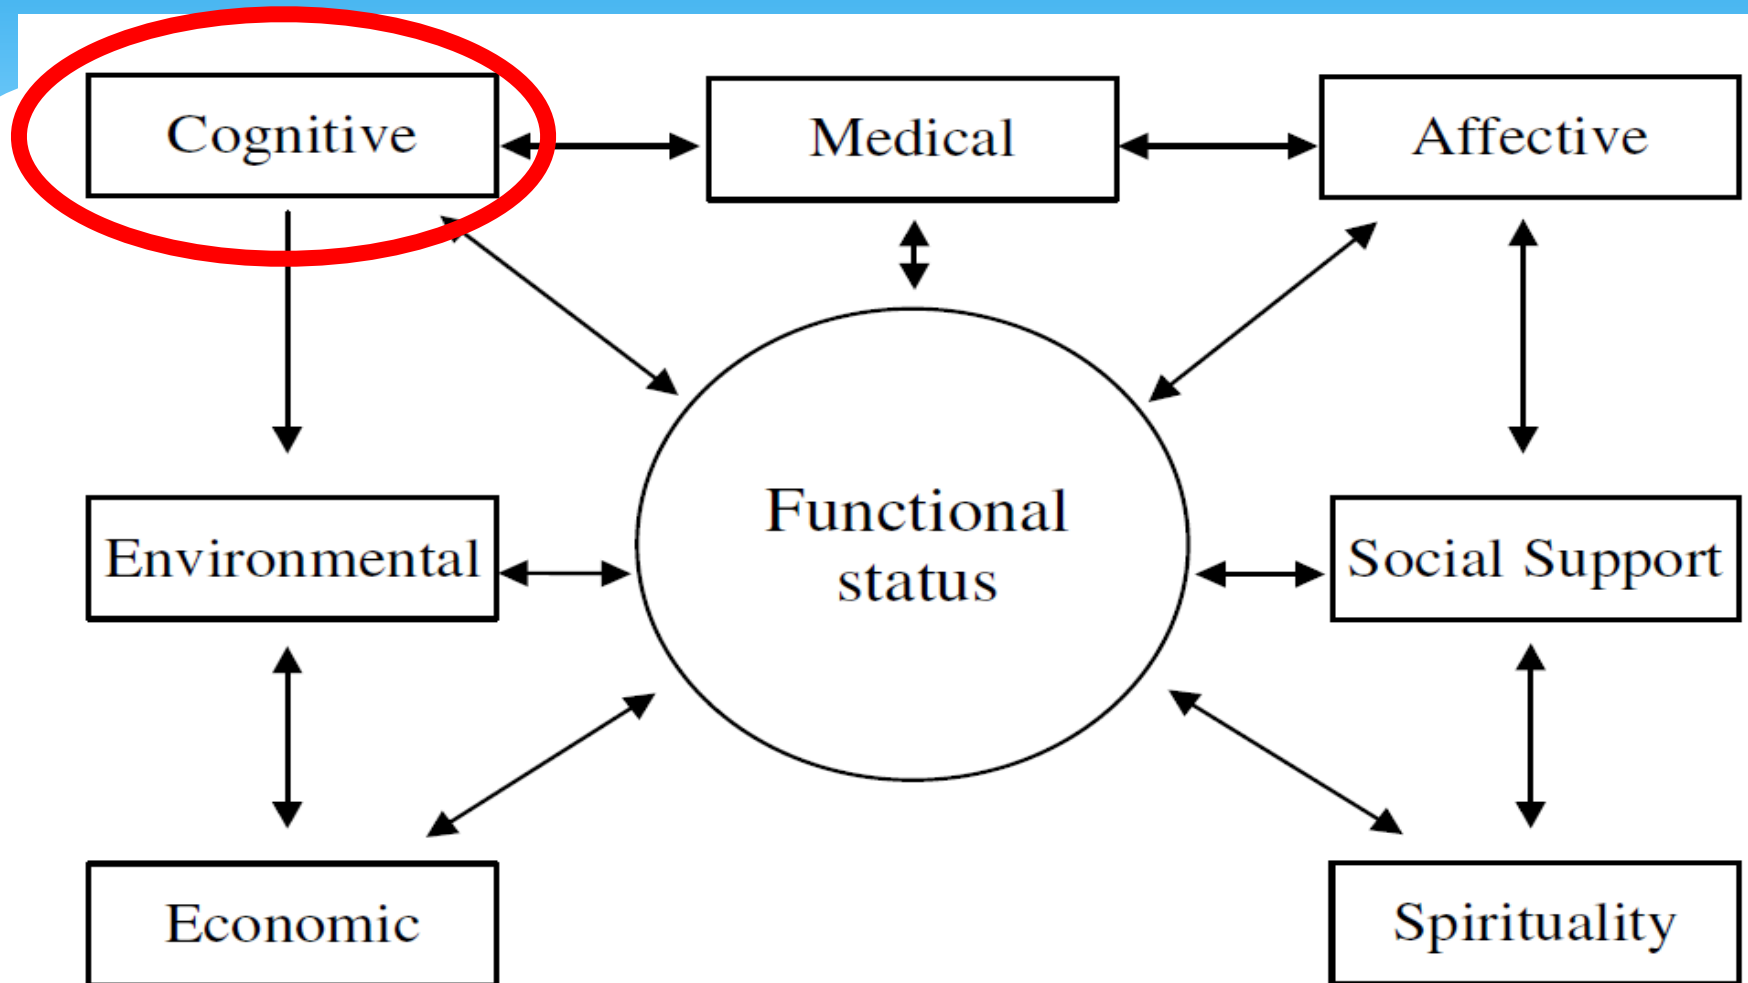 Cognitive
Medical
Affective
Functional
status
Environmental
Social Support
Economic
Spirituality